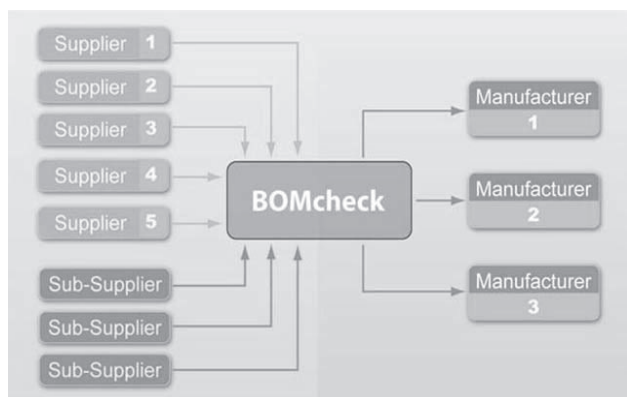 Supplier 1
Supplier 2
Supplier 3
Supplier 4
Supplier 5
Sub-Supplier
Sub-Supplier
Sub-Supplier
BOMcheck
Manufacturer
1
Manufacturer
2
Manufacturer
3